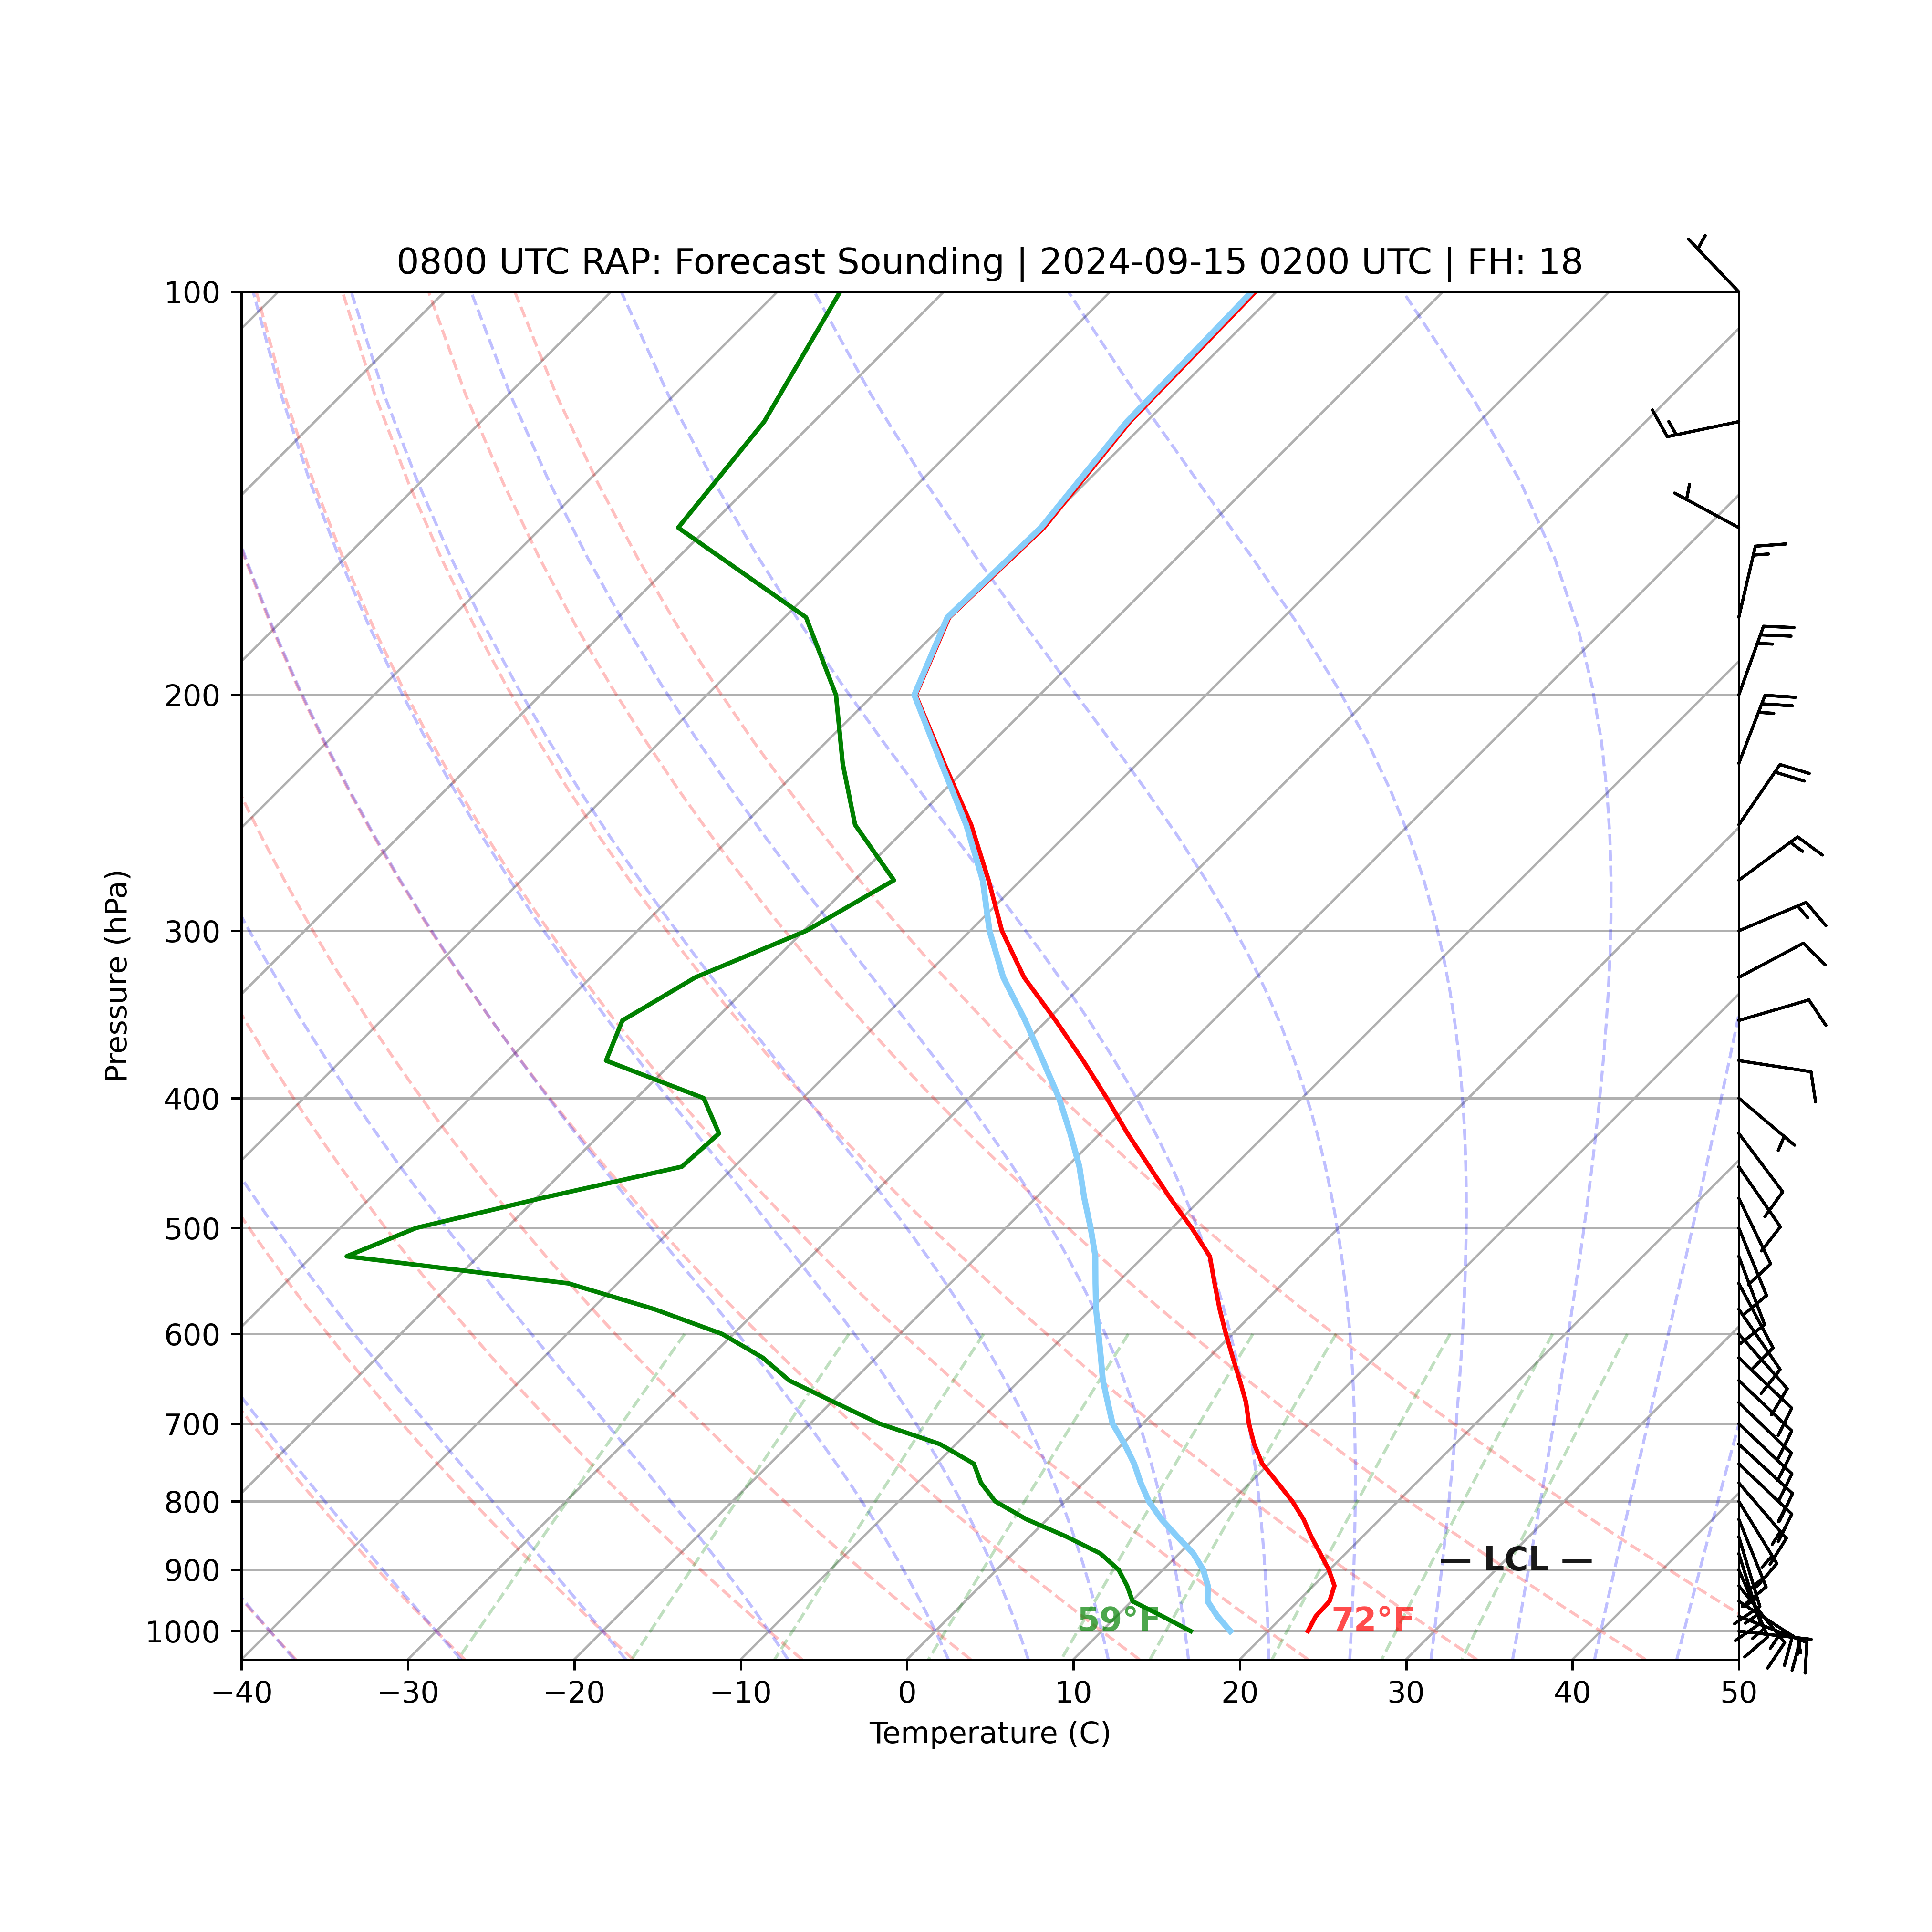 0800 UTC RAP: Forecast Sounding | 2024-09-15 0200 UTC | FH: 18
100
200
300
400
500
600
700
800
900
1000
Pressure (hPa)
— LCL —
59°F
72°F
−40 −30 −20 −10 0 10 20 30 40 50
Temperature (C)